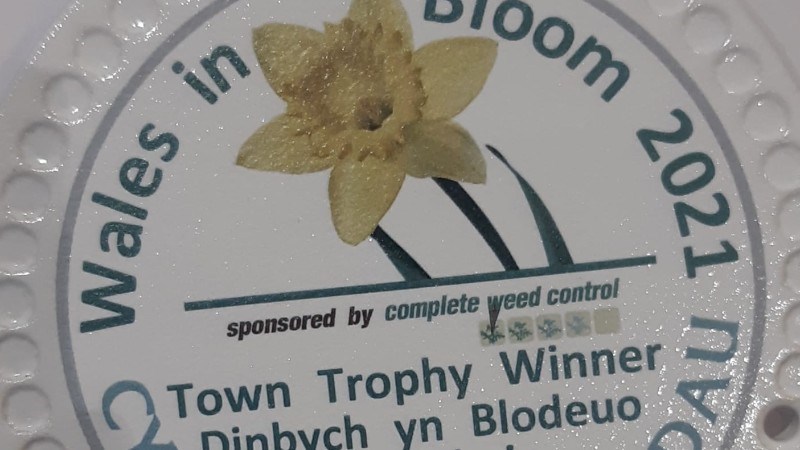 Wales in Bloom 2021
sponsored by complete weed control
Town Trophy Winner
Dinbych yn Blodeuo